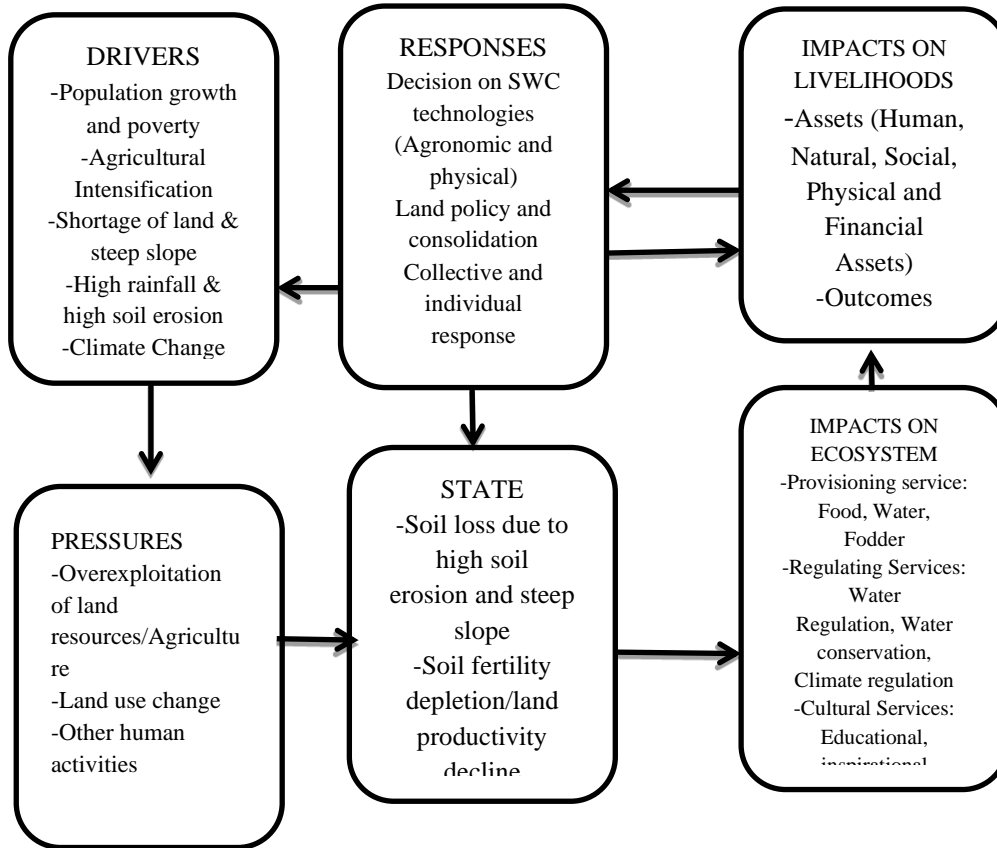 DRIVERS
-Population growth
and poverty
-Agricultural
Intensification
-Shortage of land &
steep slope
-High rainfall &
high soil erosion
-Climate Change
RESPONSES
Decision on SWC
technologies
(Agronomic and
physical)
Land policy and
consolidation
Collective and
individual
response
IMPACTS ON
LIVELIHOODS
-Assets (Human,
Natural, Social,
Physical and
Financial
Assets)
-Outcomes
PRESSURES
-Overexploitation
of land
resources/Agricultu
re
-Land use change
-Other human
activities
STATE
-Soil loss due to
high soil
erosion and steep
slope
-Soil fertility
depletion/land
productivity
decline
IMPACTS ON
ECOSYSTEM
-Provisioning service:
Food, Water,
Fodder
-Regulating Services:
Water
Regulation, Water
conservation,
Climate regulation
-Cultural Services:
Educational,
inspirational